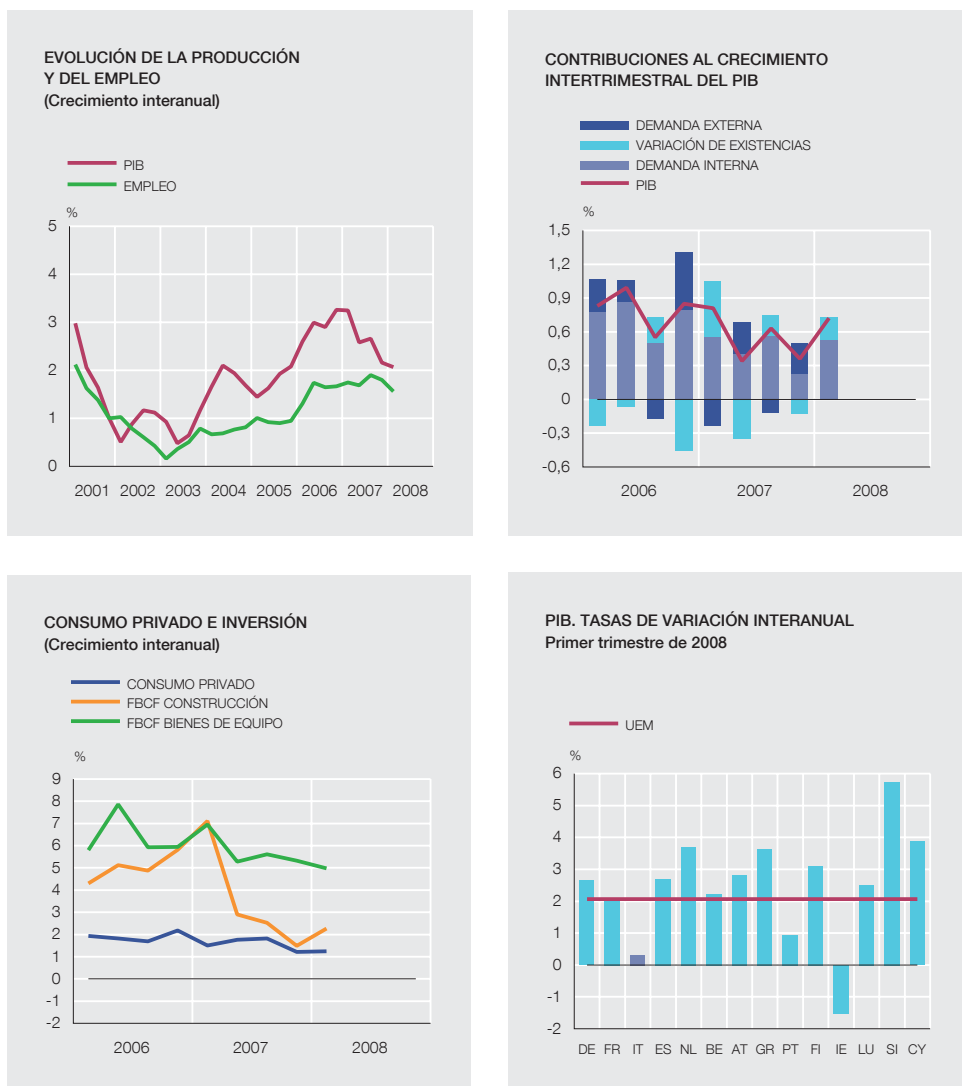 EVOLUCIÓN DE LA PRODUCCIÓN
Y DEL EMPLEO
(Crecimiento interanual)
PIB
EMPLEO
%
5
4
3
2
1
0
2001 2002 2003 2004 2005 2006 2007 2008
CONTRIBUCIONES AL CRECIMIENTO
INTERTRIMESTRAL DEL PIB
DEMANDA EXTERNA
VARIACIÓN DE EXISTENCIAS
DEMANDA INTERNA
PIB
%
1,5
1,2
0,9
0,6
0,3
0
-0,3
-0,6
2006 2007 2008
CONSUMO PRIVADO E INVERSIÓN
(Crecimiento interanual)
CONSUMO PRIVADO
FBCF CONSTRUCCIÓN
FBCF BIENES DE EQUIPO
%
9
8
7
6
5
4
3
2
1
0
-1
-2
2006 2007 2008
PIB. TASAS DE VARIACIÓN INTERANUAL
Primer trimestre de 2008
UEM
%
6
5
4
3
2
1
0
-1
-2
DE FR IT ES NL BE AT GR PT FI IE LU SI CY